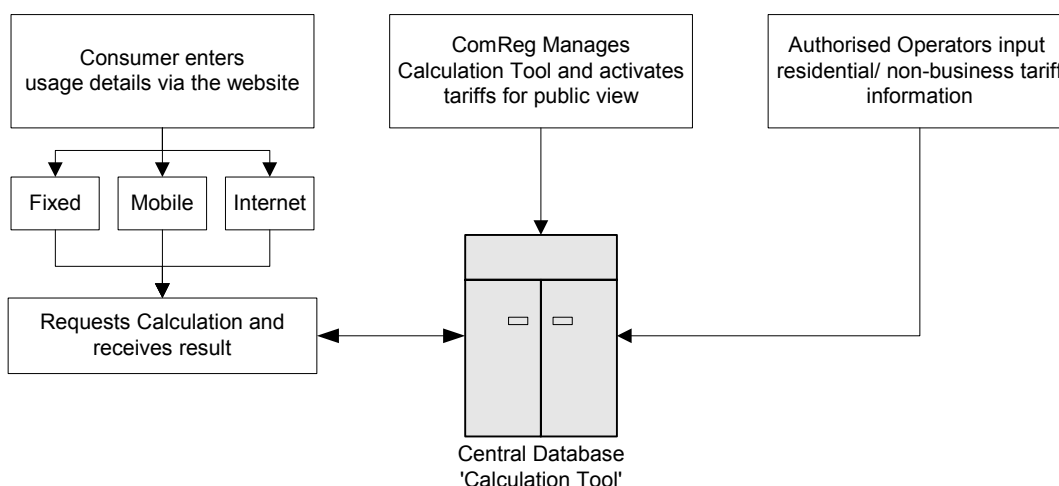 Consumer enters
usage details via the website
ComReg Manages
Calculation Tool and activates
tariffs for public view
Authorised Operators input
residential/ non-business tariff
information
Fixed
Mobile
Internet
Requests Calculation and
receives result
Central Database
'Calculation Tool'